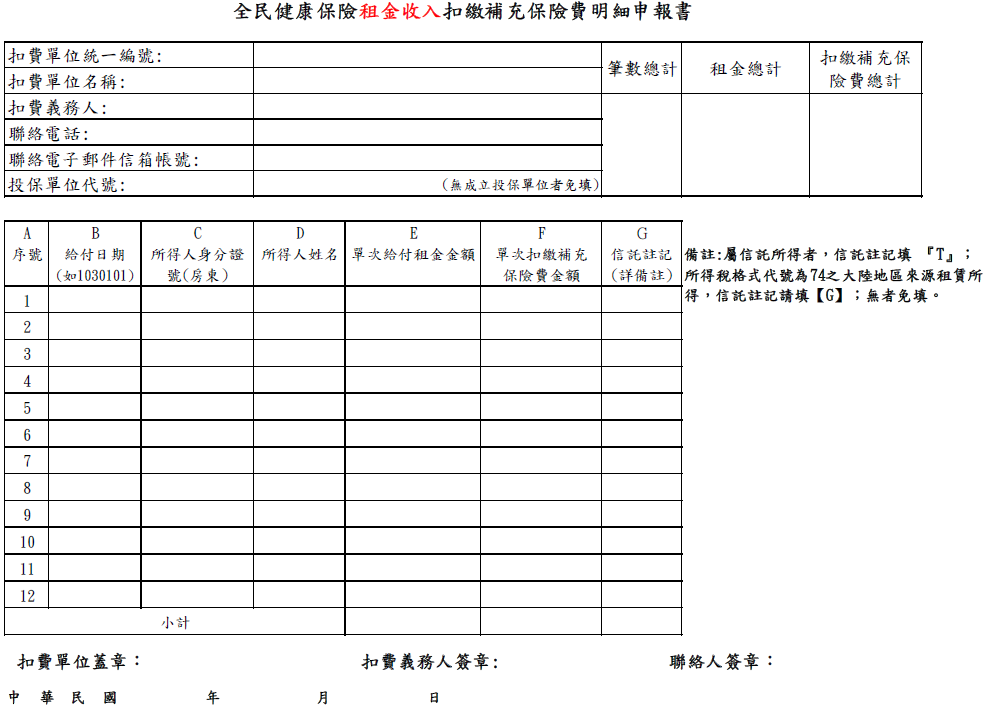 全民健康保險租金收入扣繳補充保險費明細申報書
扣費單位統一編號:
扣費單位名稱:
扣費義務人:
聯絡電話:
聯絡電子郵件信箱帳號:
投保單位代號:
(無成立投保單位者免填)
筆數總計
租金總計
扣繳補充保
險費總計
A
序號
B
給付日期
(如1030101)
C
所得人身分證
號(房東)
D
所得人姓名
E
單次給付租金金額
F
單次扣繳補充
保險費金額
G
信託註記
(詳備註)
備註:屬信託所得者，信託註記填 『T』；
所得稅格式代號為74之大陸地區來源租賃所
得，信託註記請填【G】；無者免填。
1
2
3
4
5
6
7
8
9
10
11
12
小計
扣費單位蓋章：
扣費義務人簽章:
聯絡人簽章：
中 華 民 國 年 月 日